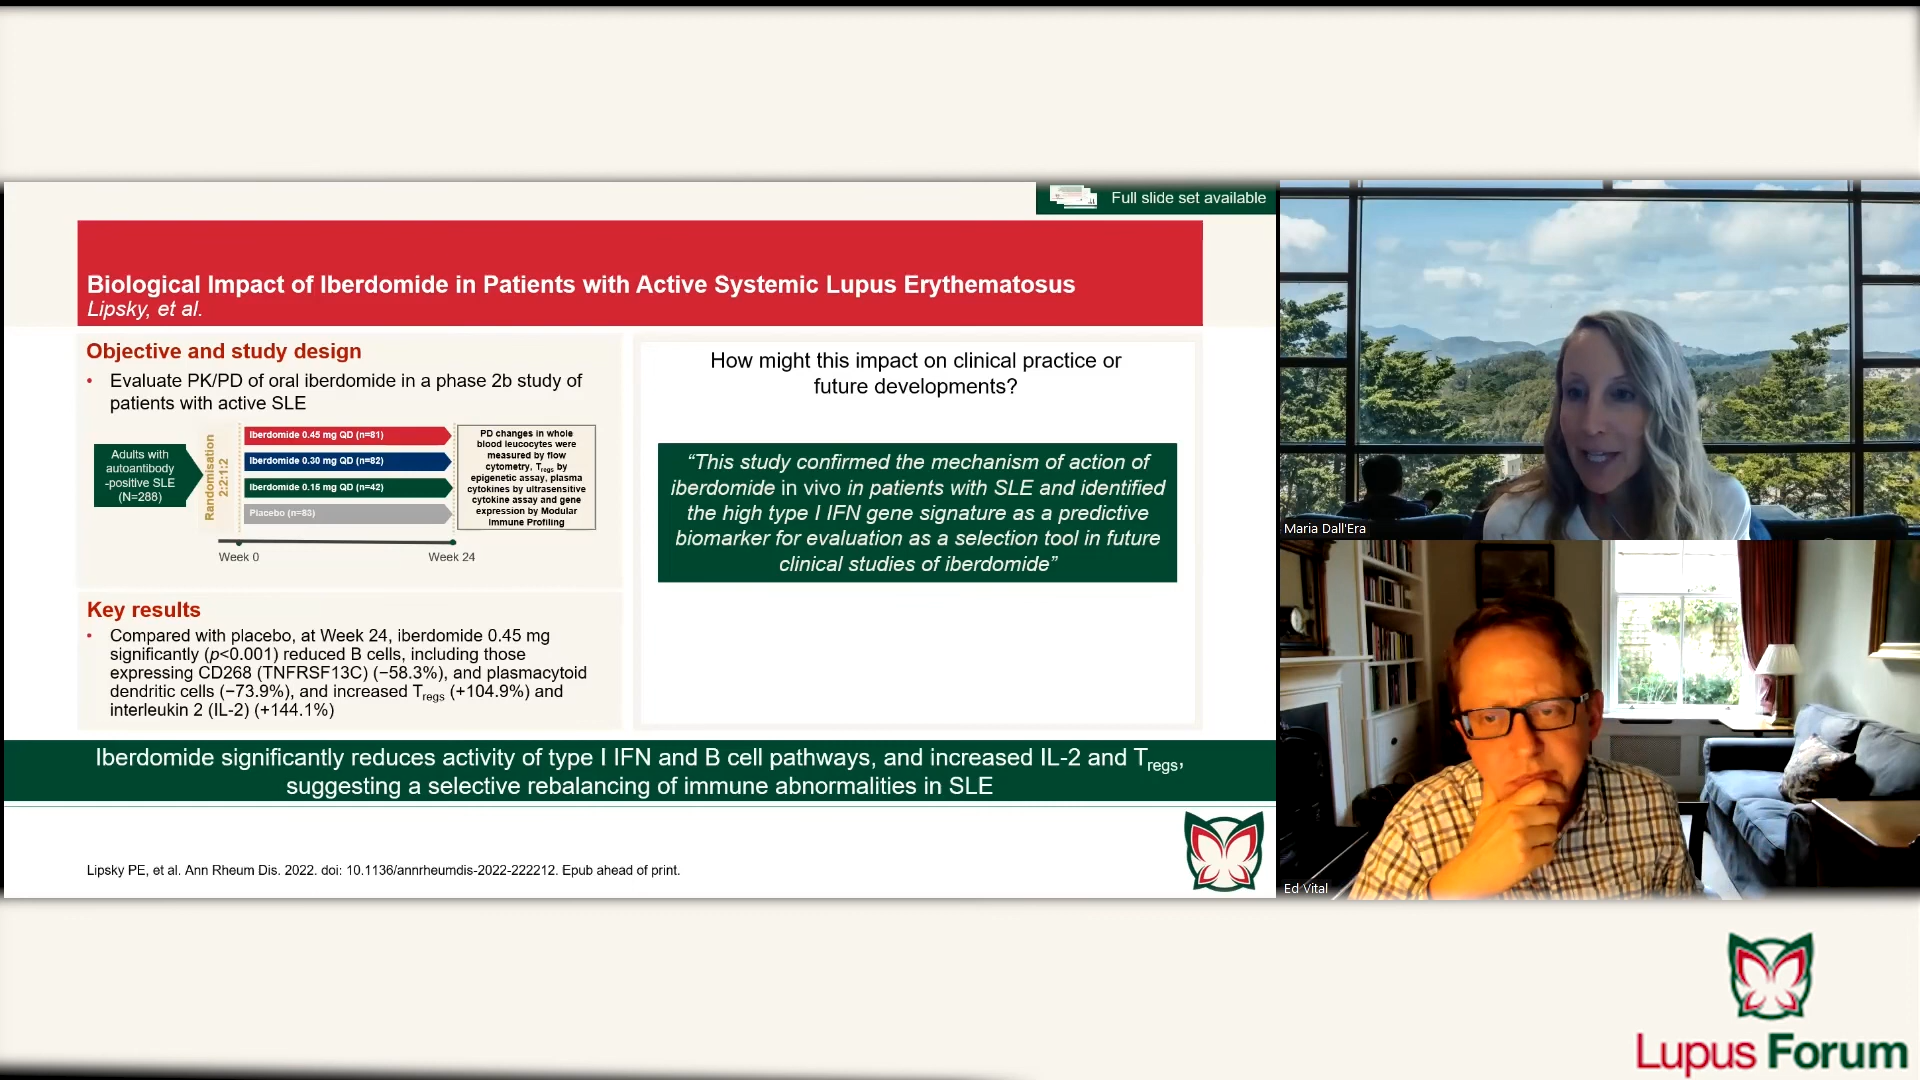 Full slide set available
Biological Impact of Iberdomide in Patients with Active Systemic Lupus Erythematosus
Lipsky, et al.
Objective and study design
• Evaluate PK/PD of oral iberdomide in a phase 2b study of
patients with active SLE
Adults with
autoantibody
-positive SLE
(N=288)
Randomisation
2:2:1:2
Iberdomide 0.45 mg QD (n=81)
Iberdomide 0.30 mg QD (n=82)
Iberdomide 0.15 mg QD (n=42)
Placebo (n=83)
Week 0
Week 24
PD changes in whole
blood leucocytes were
measured by flow
cytometry, Tregs by
epigenetic assay, plasma
cytokines by ultrasensitive
cytokine assay and gene
expression by Modular
Immune Profiling
Key results
• Compared with placebo, at Week 24, iberdomide 0.45 mg
significantly (p<0.001) reduced B cells, including those
expressing CD268 (TNFRSF13C) (−58.3%), and plasmacytoid
dendritic cells (−73.9%), and increased Tregs (+104.9%) and
interleukin 2 (IL-2) (+144.1%)
How might this impact on clinical practice or
future developments?
“This study confirmed the mechanism of action of
iberdomide in vivo in patients with SLE and identified
the high type I IFN gene signature as a predictive
biomarker for evaluation as a selection tool in future
clinical studies of iberdomide”
Iberdomide significantly reduces activity of type I IFN and B cell pathways, and increased IL-2 and Tregs,
suggesting a selective rebalancing of immune abnormalities in SLE
Lipsky PE, et al. Ann Rheum Dis. 2022. doi: 10.1136/annrheumdis-2022-222212. Epub ahead of print.
Maria Dall'Era
Ed Vital
Lupus Forum